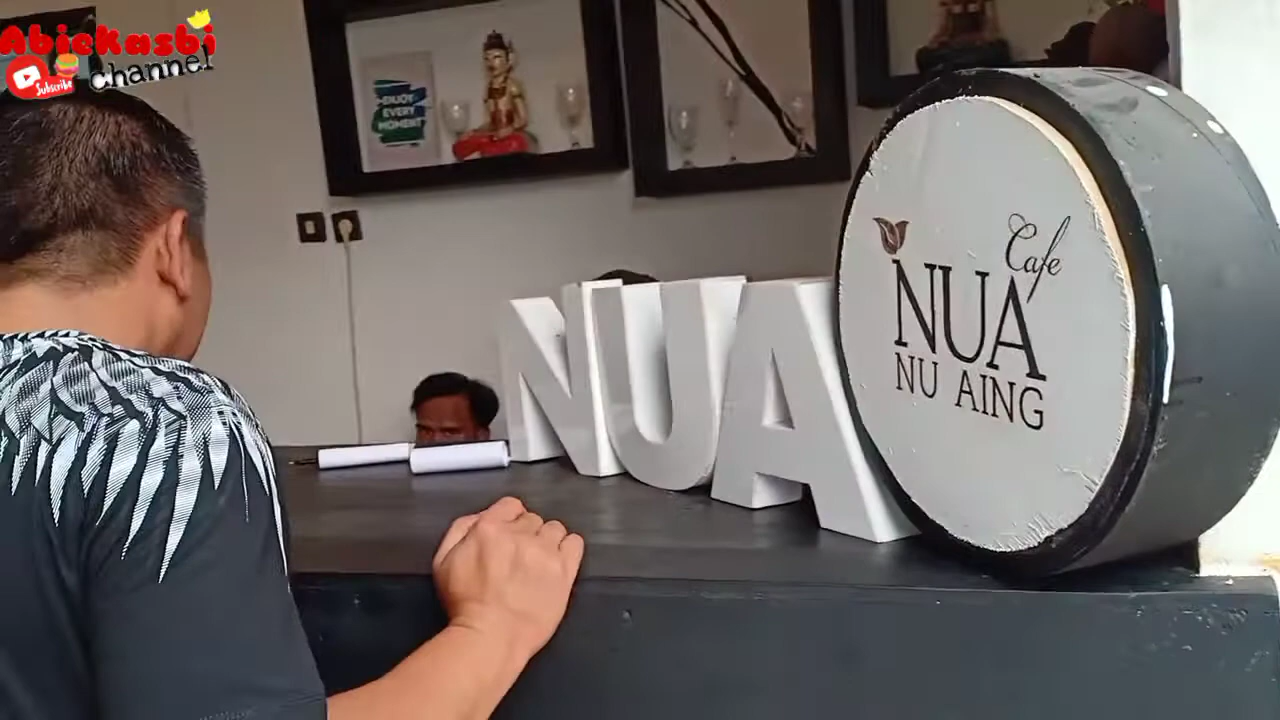 AbieKasbi
Subscribe
channel
ENJOY
EVERY
MOMENT
NUA
Cafe
NUA
NU AING